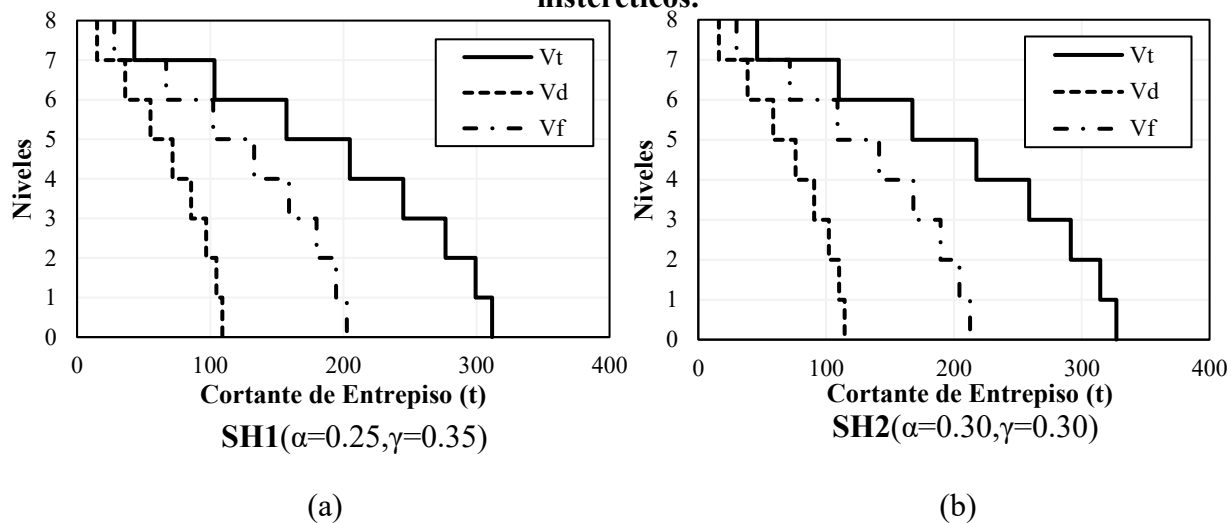 histeréticos.
8
7
6
5
4
3
2
1
0
Niveles
Vt
Vd
Vf
0 100 200 300 400
Cortante de Entrepiso (t)
SH1(α=0.25,γ=0.35)
(a)
8
7
6
5
4
3
2
1
0
Niveles
Vt
Vd
Vf
0 100 200 300 400
Cortante de Entrepiso (t)
SH2(α=0.30,γ=0.30)
(b)